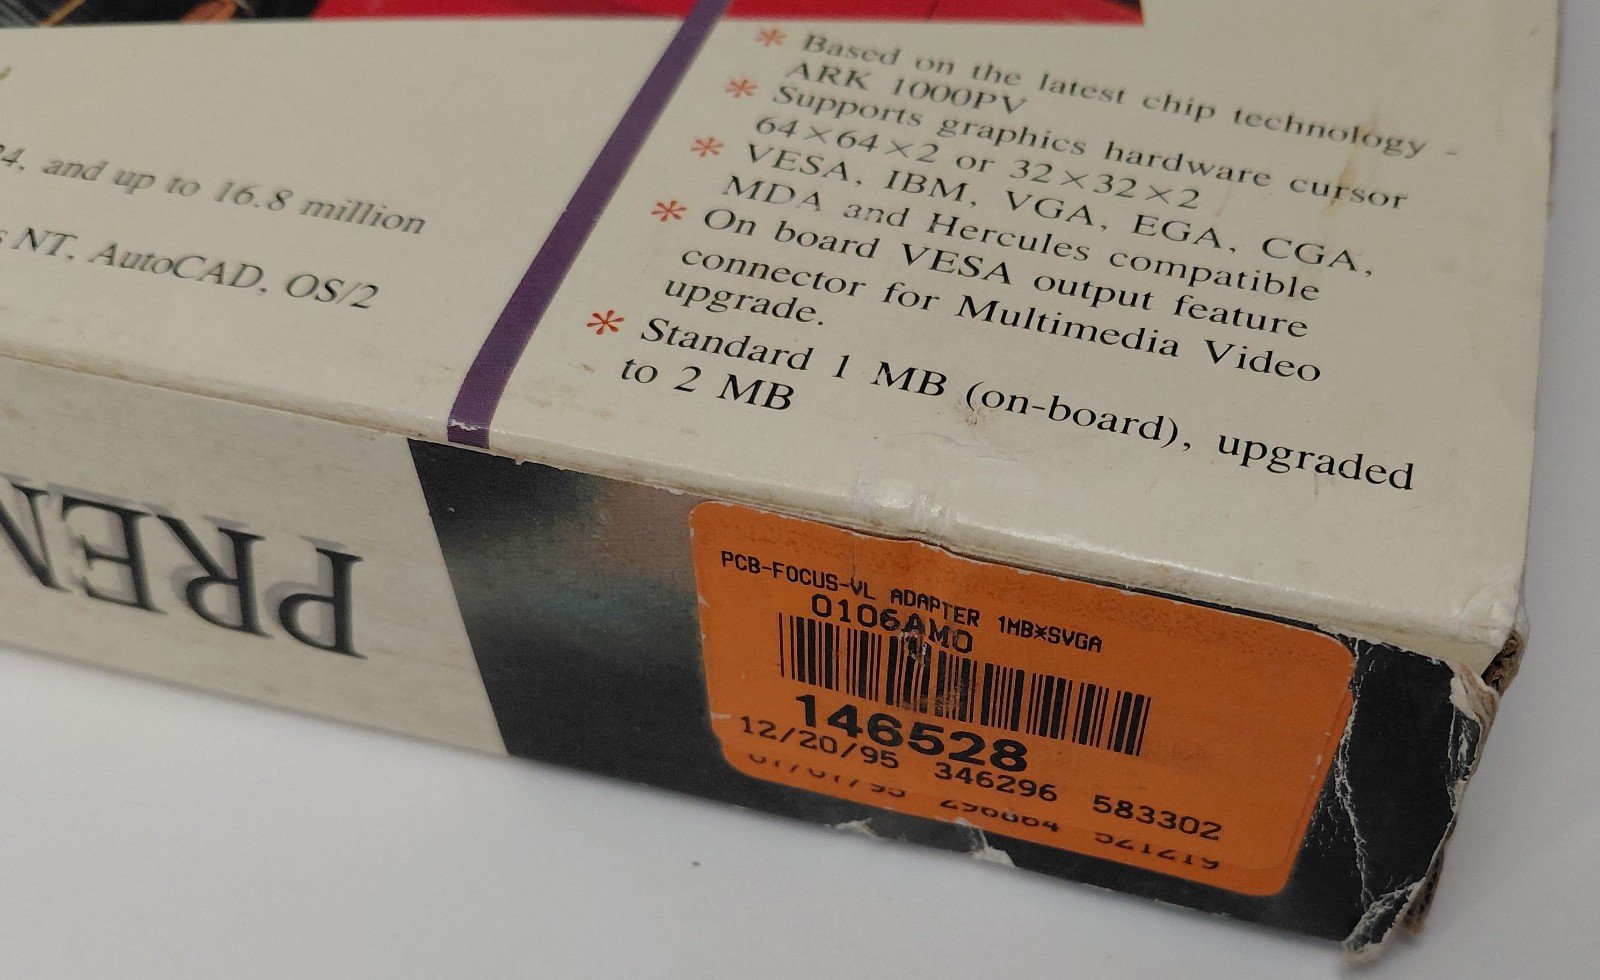 24, and up to 16.8 million
NT, AutoCAD, OS/2
* Based on the latest chip technology -
ARK 1000PV
* Supports graphics hardware cursor
64×64×2 or 32×32×2
* VESA, IBM, VGA, EGA, CGA,
MDA and Hercules compatible
* On board VESA output feature
connector for Multimedia Video
upgrade.
* Standard 1 MB (on-board), upgraded
to 2 MB
PREM
PCB-FOCUS-VL ADAPTER 1MB*SVGA
0106AMO
146528
12/20/95 346296 583302